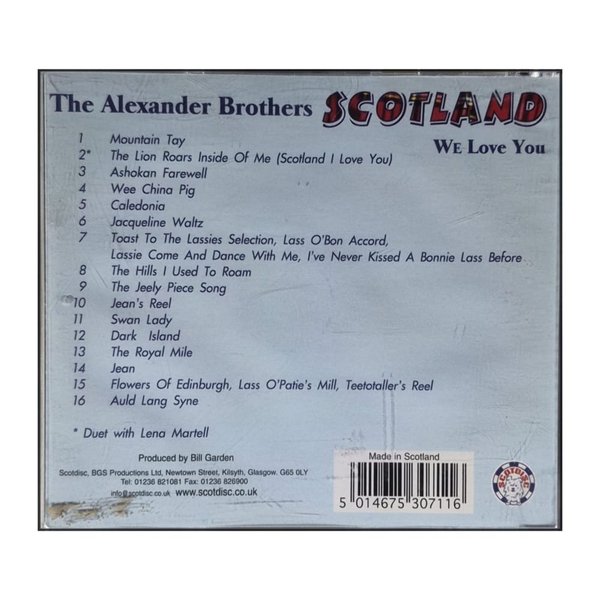 The Alexander Brothers SCOTLAND
WE Love You
1 Mountain Tay
2* The Lion Roars Inside Of Me (Scotland I Love You)
3 Ashokan Farewell
4 Wee China Pig
5 Caledonia
6 Jacqueline Waltz
7 Toast To The Lassies Selection, Lass O'Bon Accord,
Lassie Come And Dance With Me, I've Never Kissed A Bonnie Lass Before
8 The Hills I Used To Roam
9 The Jeely Piece Song
10 Jean's Reel
11 Swan Lady
12 Dark Island
13 The Royal Mile
14 Jean
15 Flowers Of Edinburgh, Lass O'Patie's Mill, Teetotaller's Reel
16 Auld Lang Syne
* Duet with Lena Martell
Produced by Bill Garden
Scotdisc, BGS Productions Ltd, Newtown Street, Kilsyth, Glasgow. G65 0LY
Tel: 01236 821081 Fax: 01236 826900
info@scotdisc.co.uk www.scotdisc.co.uk
Made in Scotland
5 014675 307116
SCOTDISC